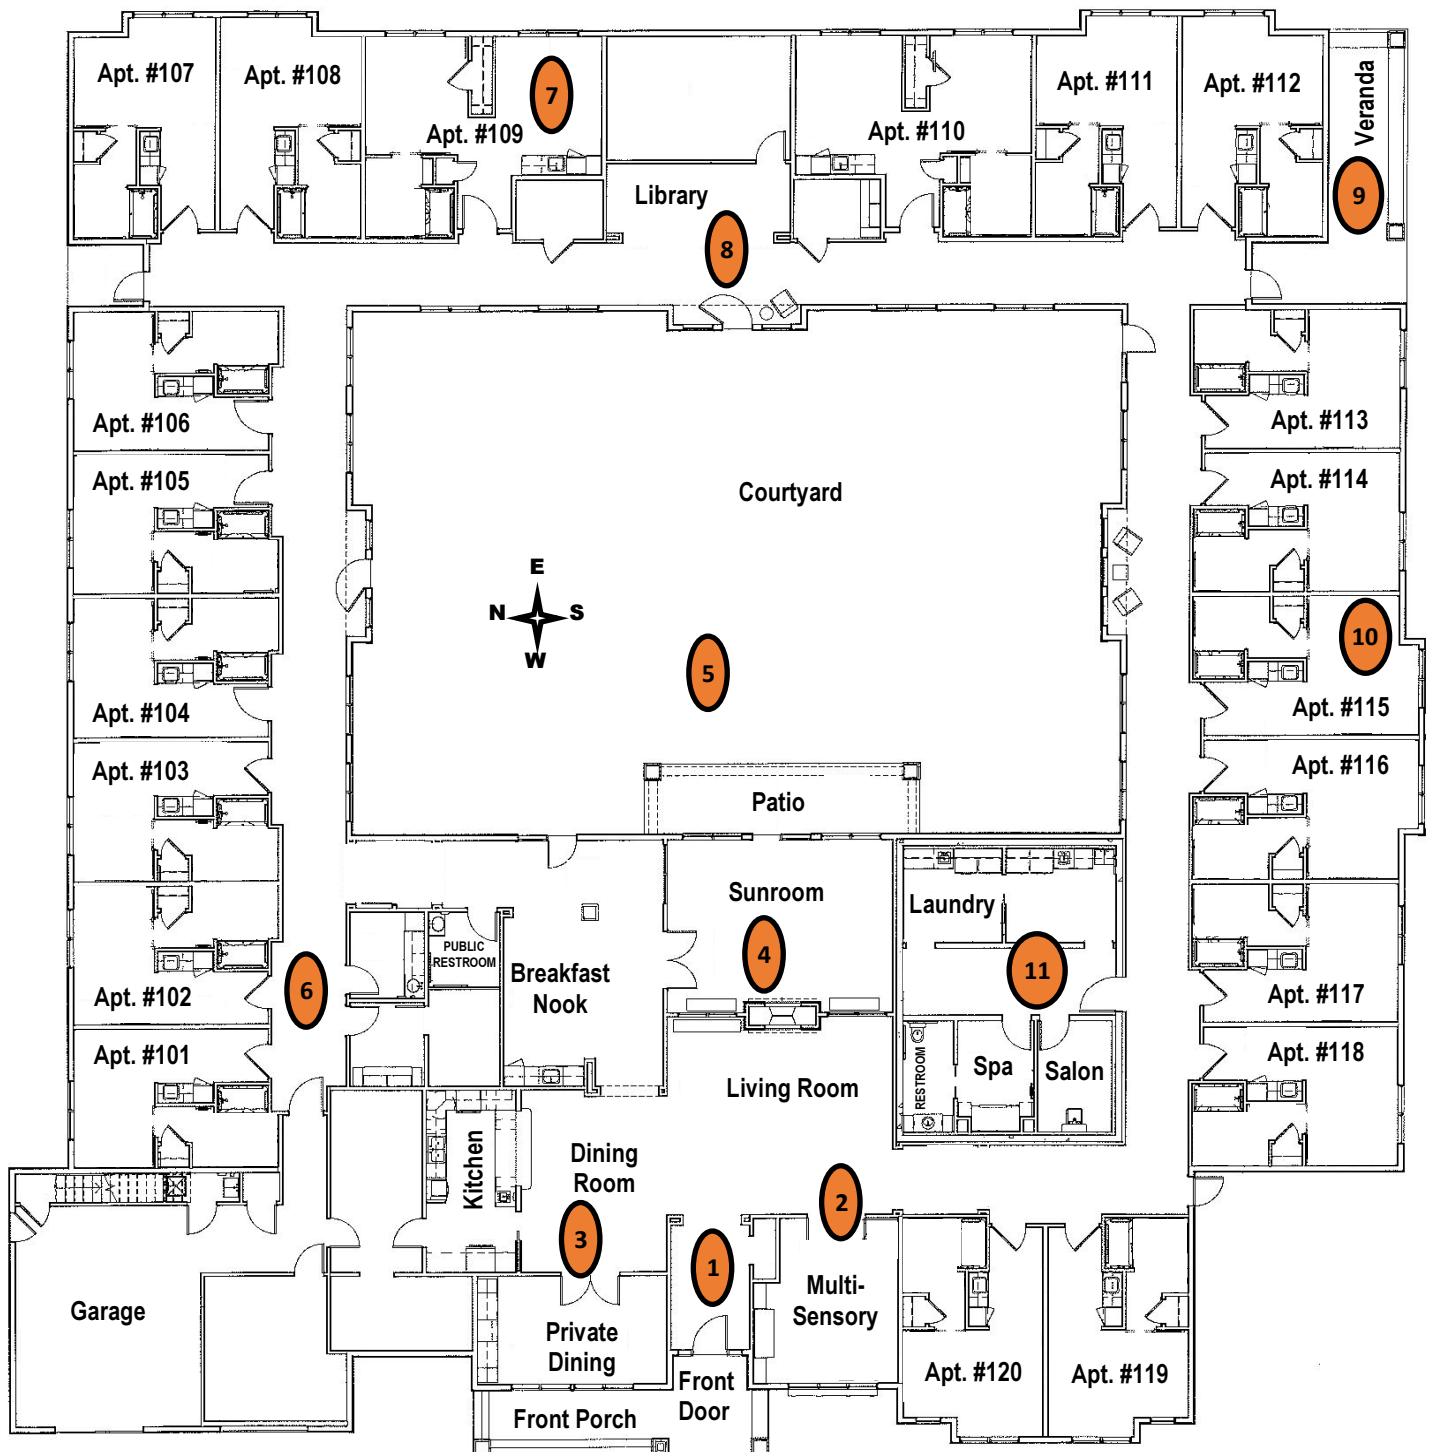 Apt. #107
Apt. #108
7
Apt. #109
Library
8
Apt. #110
Apt. #111
Apt. #112
Veranda
9
Apt. #106
Apt. #105
Apt. #104
Apt. #103
Apt. #102
Apt. #101
6
Courtyard
E
N
S
W
5
Patio
Apt. #113
Apt. #114
10
Apt. #115
Apt. #116
Apt. #117
Apt. #118
PUBLIC
RESTROOM
Breakfast
Nook
Sunroom
4
Laundry
11
RESTROOM
Spa
Salon
Living Room
Kitchen
Dining
Room
3
2
1
Garage
Private
Dining
Multi-
Sensory
Front
Door
Front Porch
Apt. #120
Apt. #119